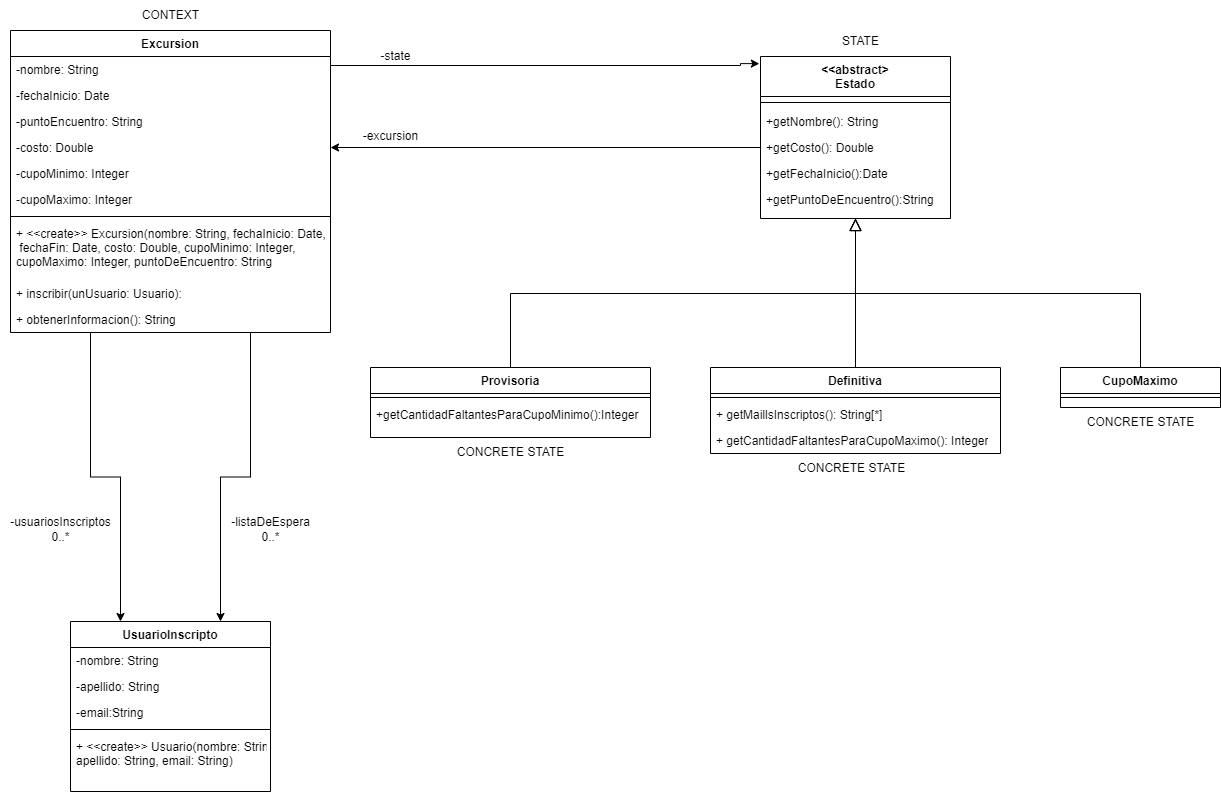 CONTEXT
Excursion
-nombre: String
-fechaInicio: Date
-puntoEncuentro: String
-costo: Double
-cupoMinimo: Integer
-cupoMaximo: Integer
+ <<create>> Excursion(nombre: String, fechaInicio: Date,
fechaFin: Date, costo: Double, cupoMinimo: Integer,
cupoMaximo: Integer, puntoDeEncuentro: String
+ inscribir(unUsuario: Usuario):
+ obtenerInformacion(): String
-state
-excursion
STATE
<<abstract>>
Estado
+getNombre(): String
+getCosto(): Double
+getFechaInicio():Date
+getPuntoDeEncuentro():String
Provisoria
+getCantidadFaltantesParaCupoMinimo():Integer
CONCRETE STATE
Definitiva
+ getMailIsInscriptos(): String[*]
+ getCantidadFaltantesParaCupoMaximo(): Integer
CONCRETE STATE
CupoMaximo
CONCRETE STATE
-usuariosInscriptos
0..*
-listaDeEspera
0..*
UsuarioInscripto
-nombre: String
-apellido: String
-email:String
+ <<create>> Usuario(nombre: Strin
apellido: String, email: String)